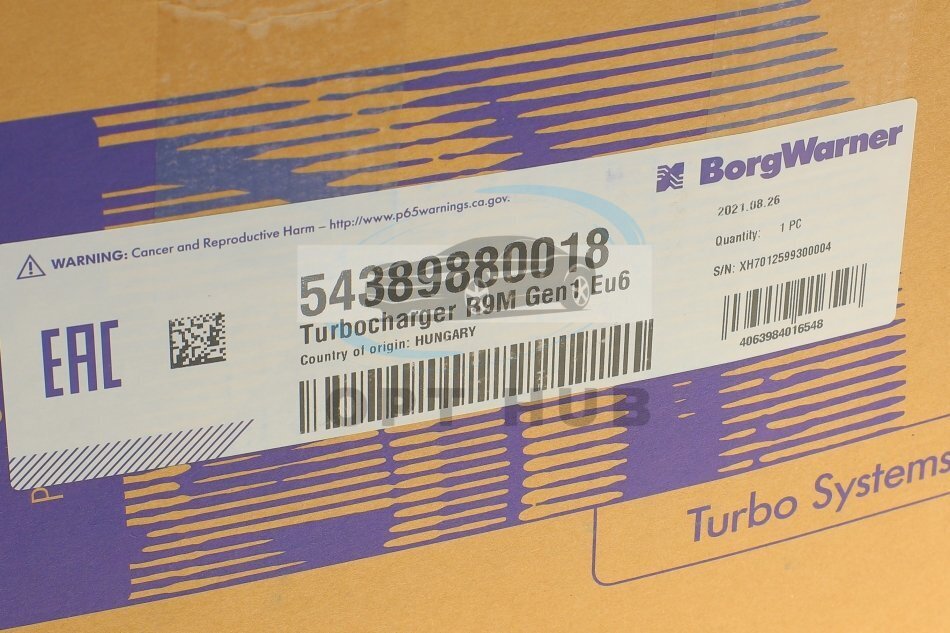 BorgWarner
2021.08.26
Quantity: 1 PC
S/N: XH7012599300004
4063984016548
WARNING: Cancer and Reproductive Harm – http://www.p65warnings.ca.gov.
54389880018
Turbocharger R9M Gen1 Eu6
Country of origin: HUNGARY
EAC
OPT HUB
Turbo Systems